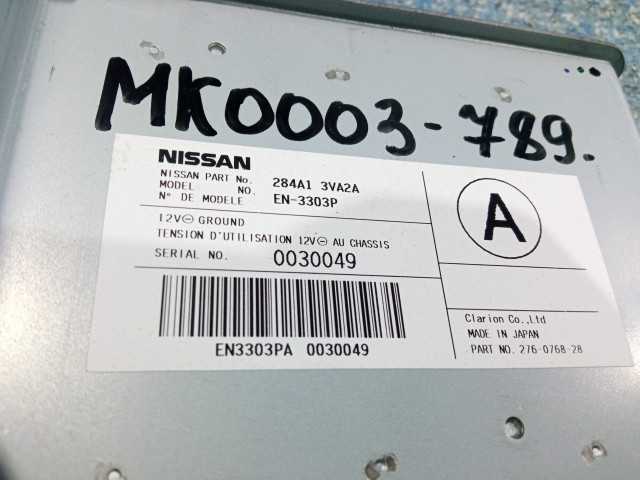 MK0003-789.
NISSAN
NISSAN PART No. 284A1 3VA2A
MODEL NO.
N° DE MODELE EN-3303P
12V⊖ GROUND
TENSION D'UTILISATION 12V⊖ AU CHASSIS
SERIAL NO. 0030049
EN3303PA 0030049
A
Clarion Co.,Ltd
MADE IN JAPAN
PART NO. 276-0768-28